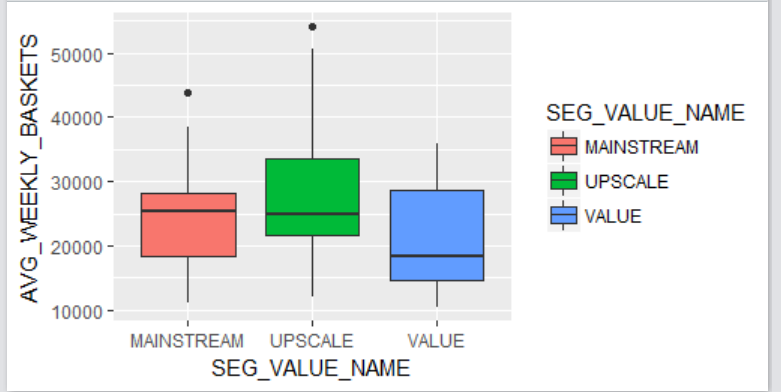 AVG_WEEKLY_BASKETS
50000
40000
30000
20000
10000
MAINSTREAM UPSCALE VALUE
SEG_VALUE_NAME
SEG_VALUE_NAME
MAINSTREAM
UPSCALE
VALUE